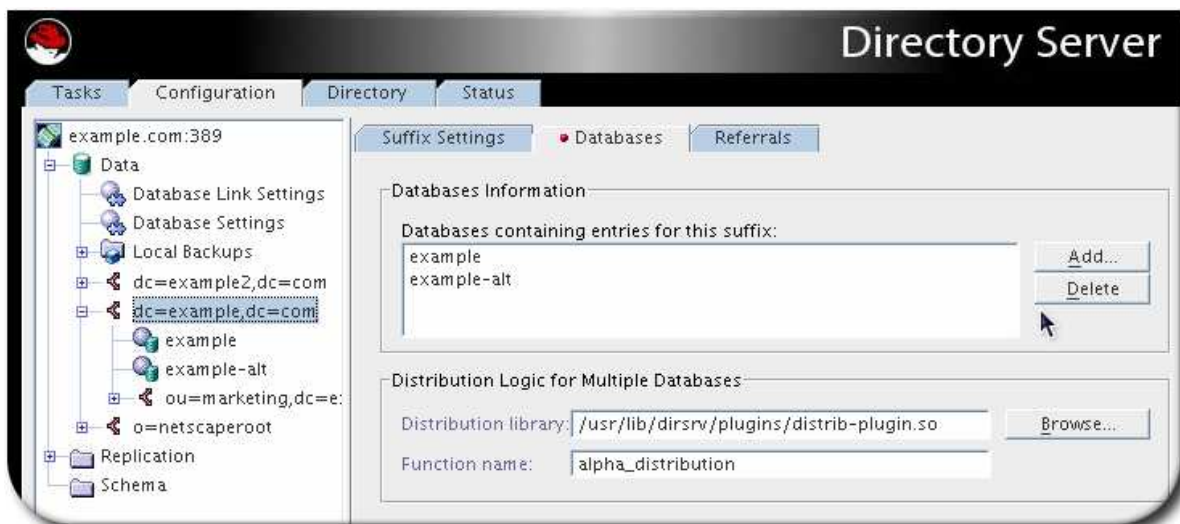 Directory Server
Tasks
Configuration
Directory
Status
example.com:389
Data
Database Link Settings
Database Settings
Local Backups
dc=example2,dc=com
dc=example,dc=com
example
example-alt
ou=marketing,dc=e:
o=netscaperoot
Replication
Schema
Suffix Settings
Databases
Referrals
Databases Information
Databases containing entries for this suffix:
example
example-alt
Add...
Delete
Distribution Logic for Multiple Databases
Distribution library: /usr/lib/dirsrv/plugins/distrib-plugin.so
Browse...
Function name: alpha_distribution